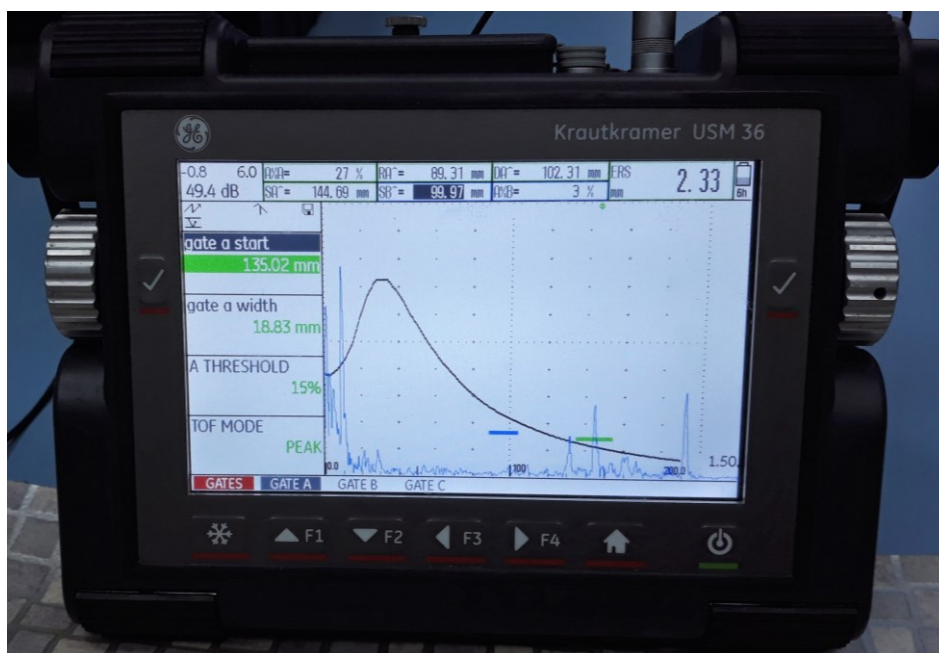 GE
Krautkramer USM 36
-0.8 6.0 A%A= 27 % RA^= 89.31 mm DA^= 102.31 mm ERS
49.4 dB SA^= 144.69 mm SB^= 99.97 mm A%B= 3 % mm 2.33
6h
gate a start
135.02 mm
gate a width
18.83 mm
A THRESHOLD
15%
TOF MODE
PEAK
0.0 100 200.0 1.50
GATES GATE A GATE B GATE C
F1 F2 F3 F4